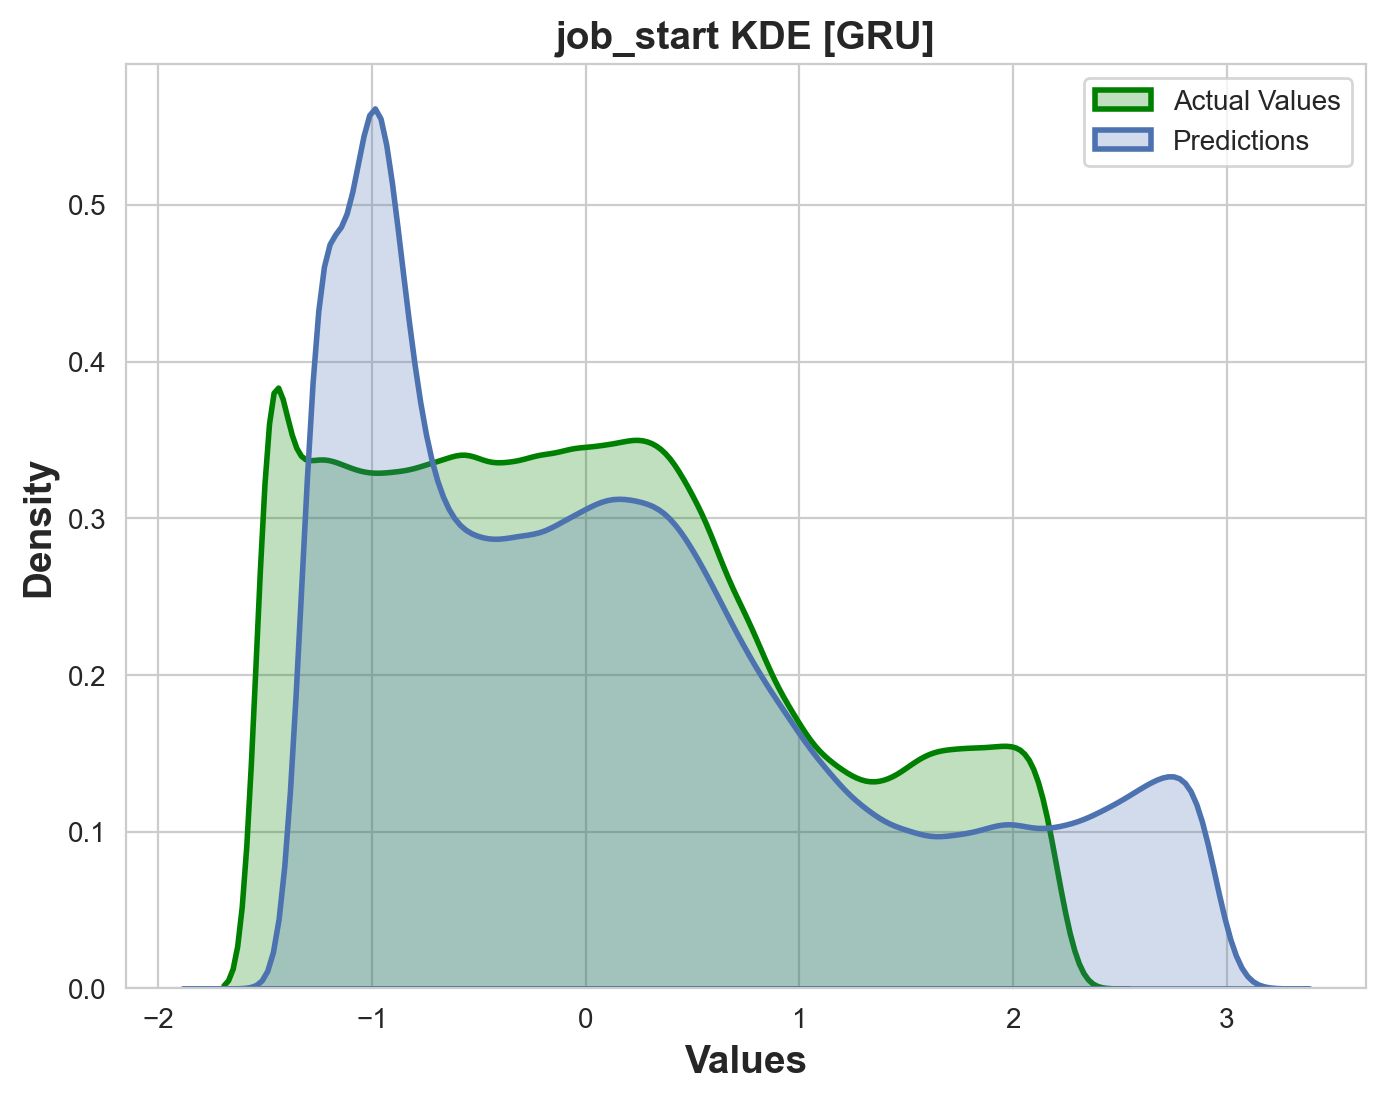 job_start KDE [GRU]
Actual Values
Predictions
Density
0.5
0.4
0.3
0.2
0.1
0.0
−2 −1 0 1 2 3
Values